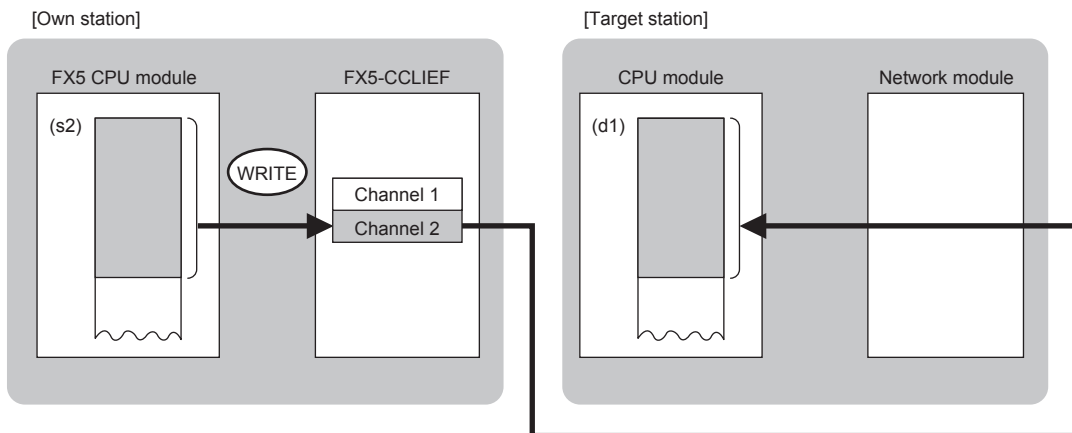 [Own station]
[Target station]
FX5 CPU module
FX5-CCLIEF
CPU module
Network module
(s2)
(d1)
WRITE
Channel 1
Channel 2